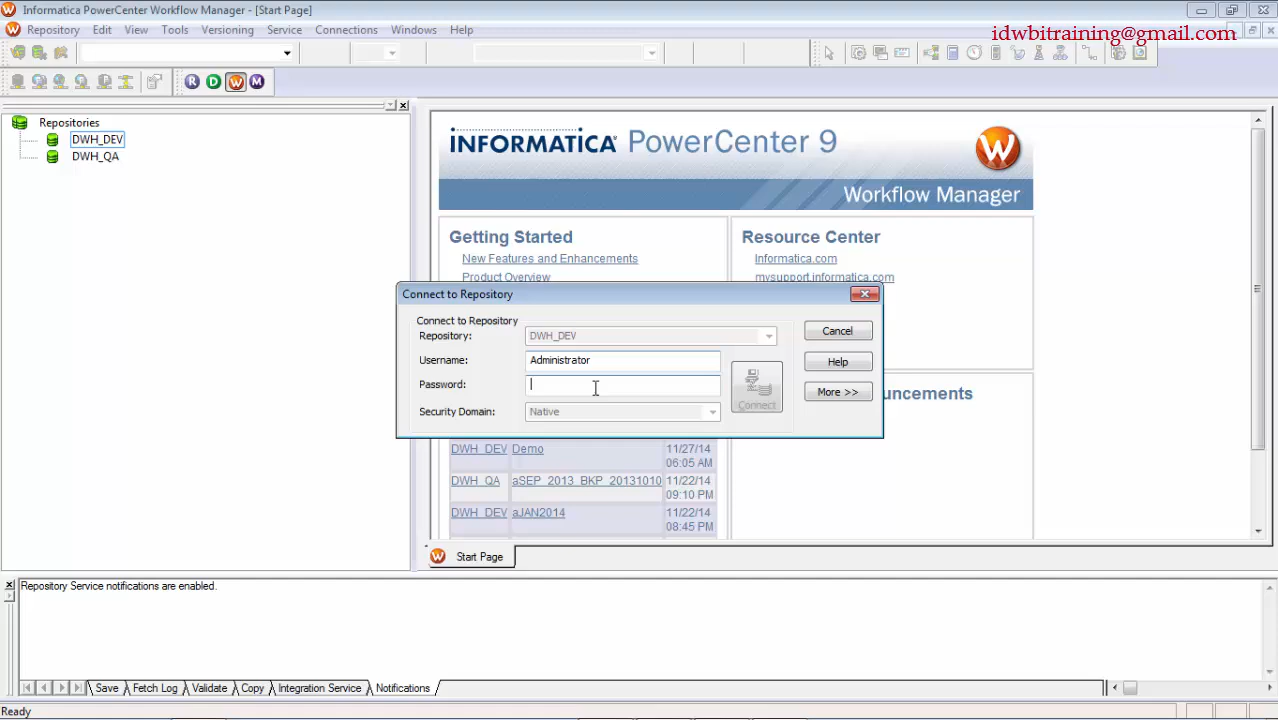 Informatica PowerCenter Workflow Manager - [Start Page]
Repository Edit View Tools Versioning Service Connections Windows Help
idwbitraining@gmail.com
R D W M
Repositories
DWH_DEV
DWH_QA
INFORMATICA PowerCenter 9
W
Workflow Manager
Getting Started
Resource Center
New Features and Enhancements
Informatica.com
Product Overview
mysupport.informatica.com
Connect to Repository
Connect to Repository
Repository: DWH_DEV
Cancel
Username: Administrator
Help
Password:
Connect
More >>
Security Domain: Native
uncements
DWH_DEV Demo 11/27/14 06:05 AM
DWH_QA aSEP_2013_BKP_20131010 11/22/14 09:10 PM
DWH_DEV aJAN2014 11/22/14 08:45 PM
Start Page
Repository Service notifications are enabled.
Save Fetch Log Validate Copy Integration Service Notifications
Ready